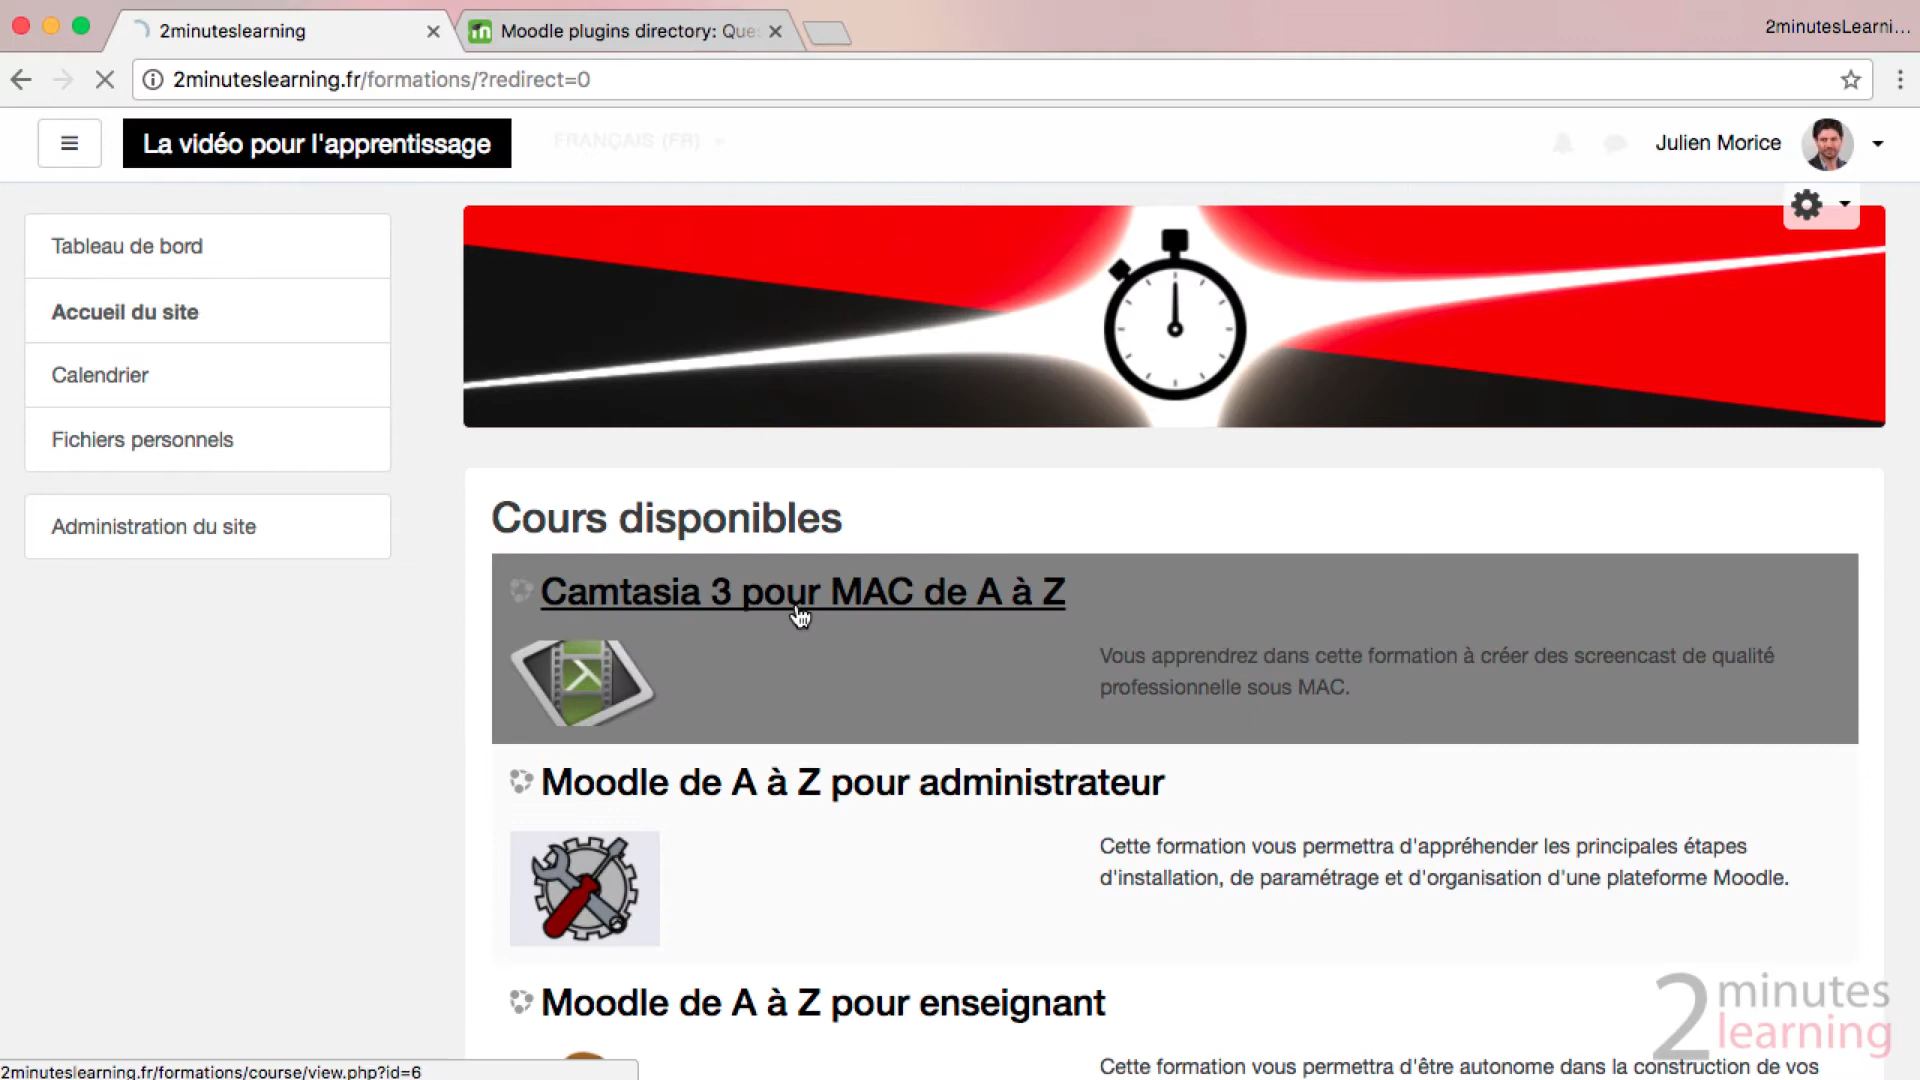 2minuteslearning
Moodle plugins directory: Que
2minutesLearni...
2minuteslearning.fr/formations/?redirect=0
La vidéo pour l'apprentissage
FRANÇAIS (FR)
Julien Morice
Tableau de bord
Accueil du site
Calendrier
Fichiers personnels
Administration du site
Cours disponibles
Camtasia 3 pour MAC de A à Z
Vous apprendrez dans cette formation à créer des screencast de qualité
professionnelle sous MAC.
Moodle de A à Z pour administrateur
Cette formation vous permettra d'appréhender les principales étapes
d'installation, de paramétrage et d'organisation d'une plateforme Moodle.
Moodle de A à Z pour enseignant
Cette formation vous permettra d'être autonome dans la construction de vos
2minutes
learning
2minuteslearning.fr/formations/course/view.php?id=6